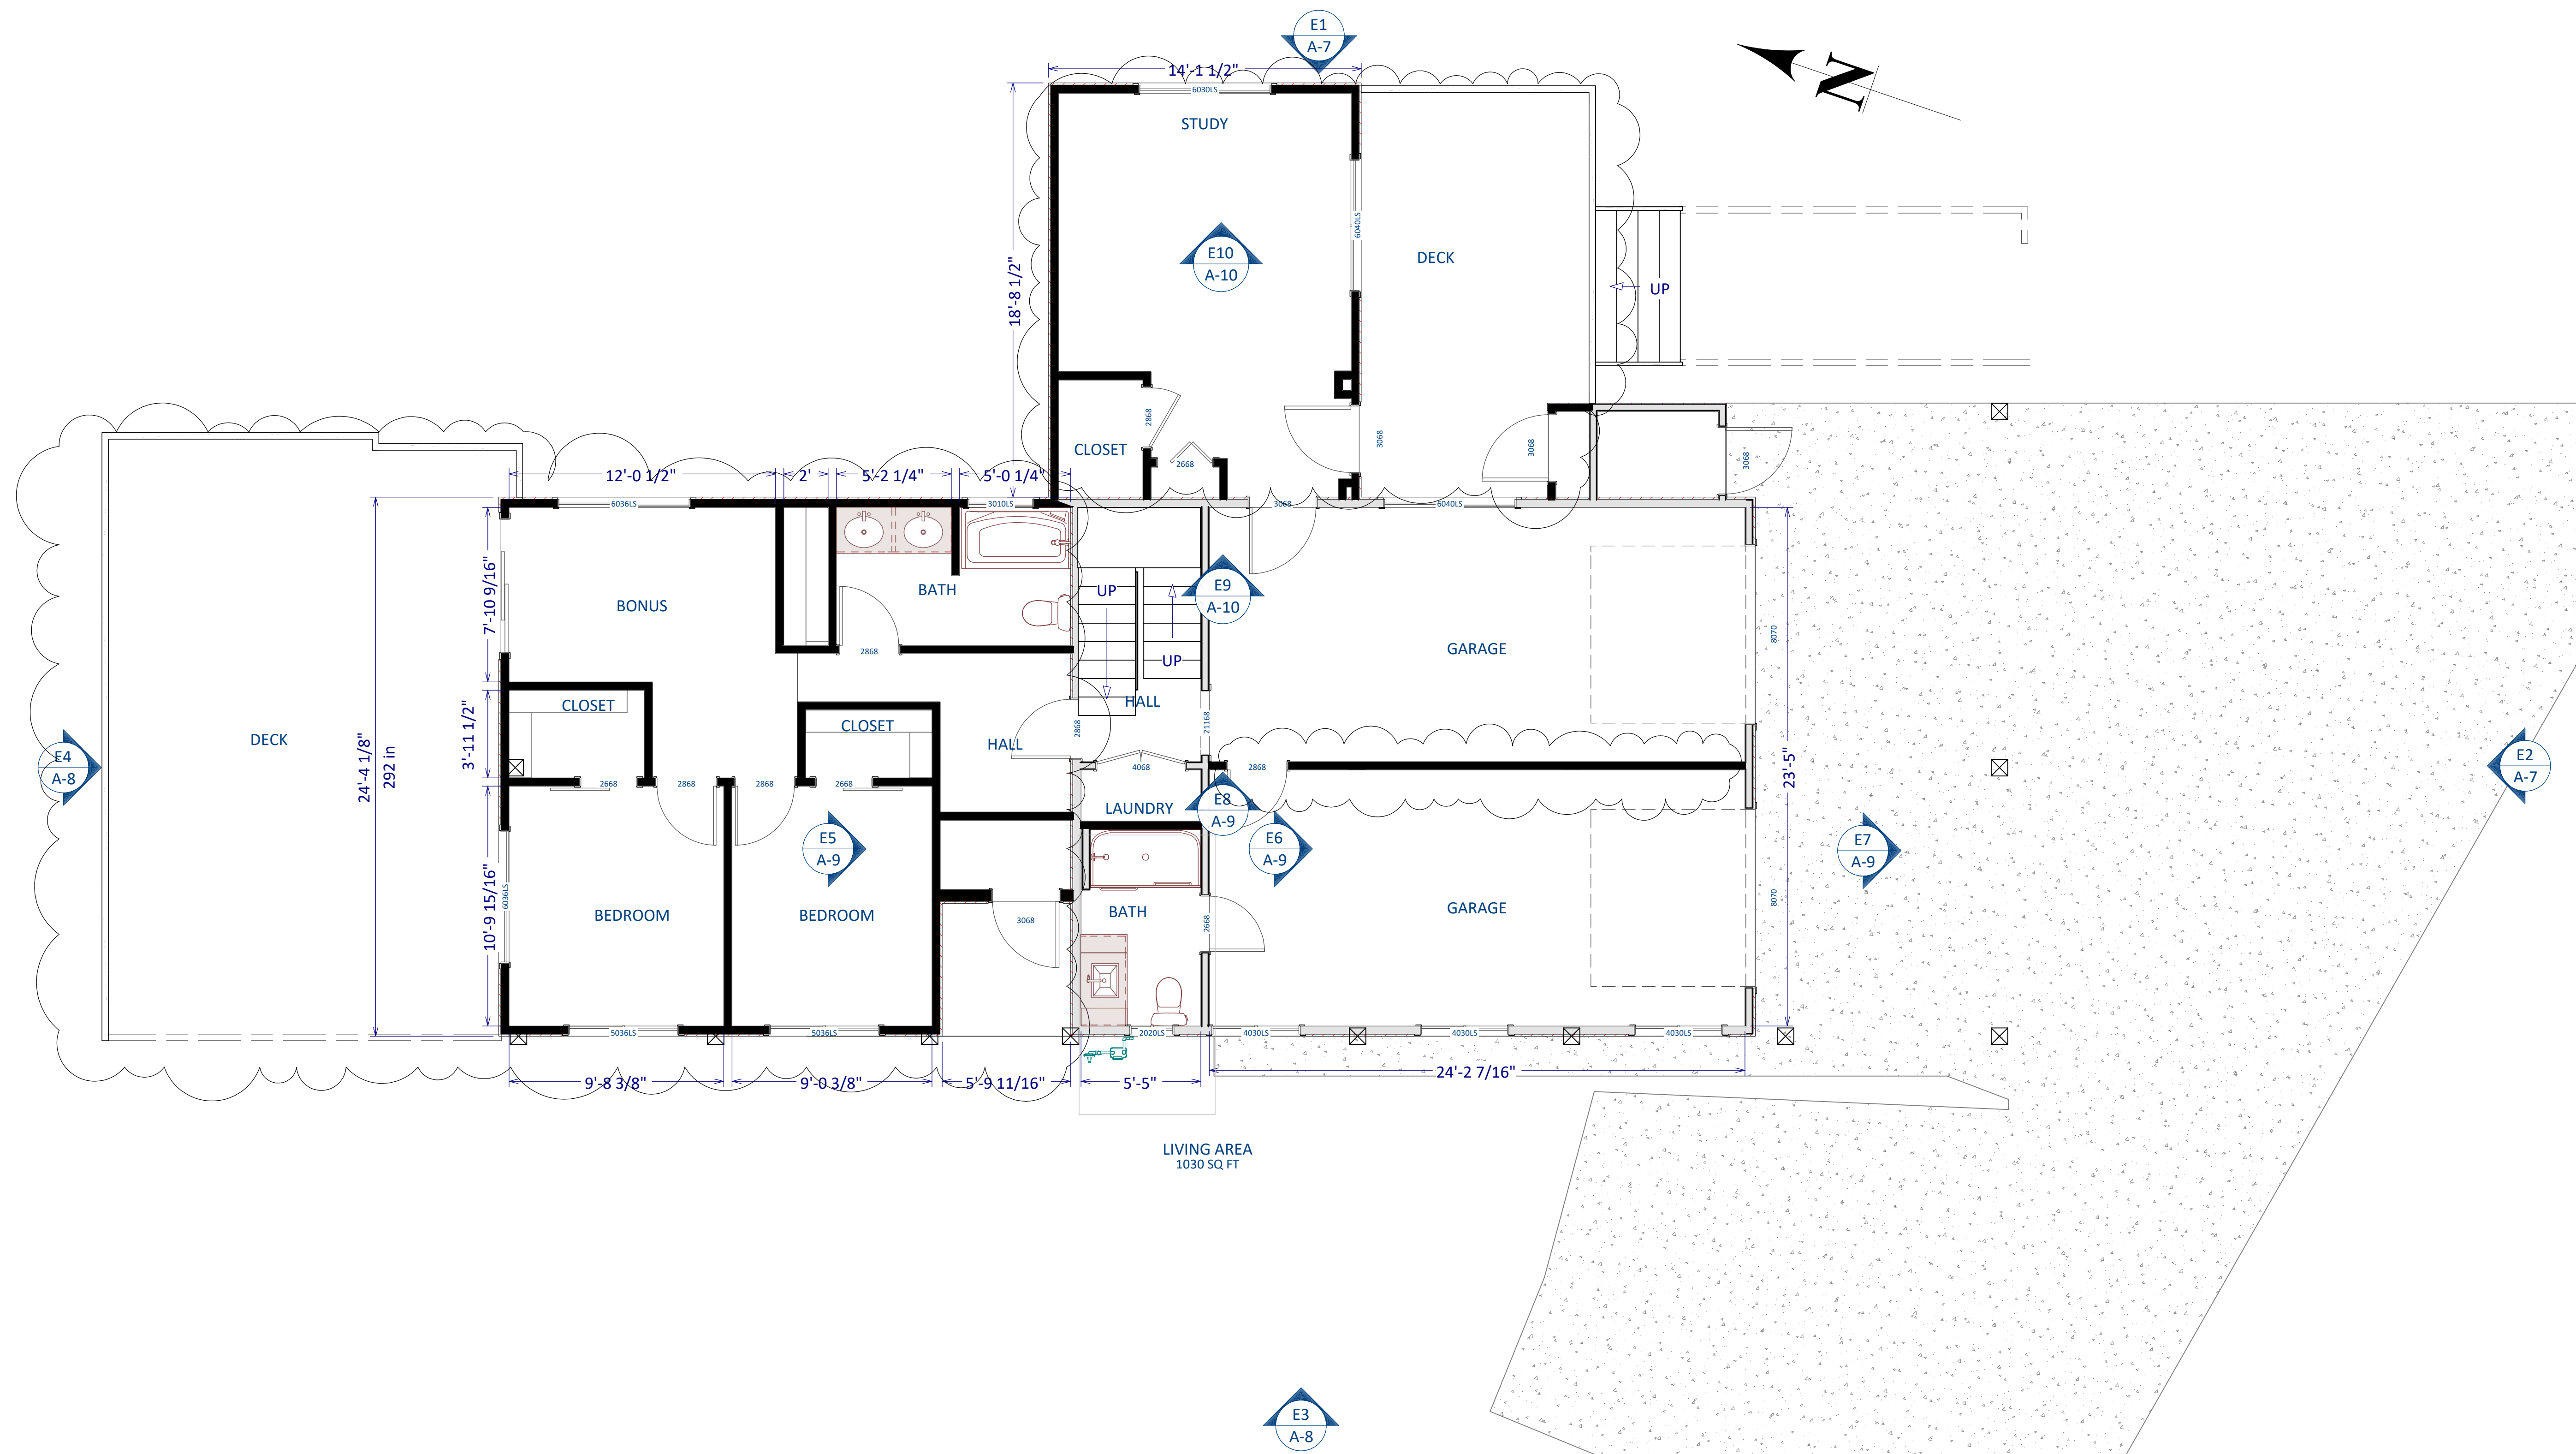 E1
A-7
N
14'-1 1/2"
6030LS
STUDY
18'-8 1/2"
6040LS
E10
A-10
DECK
UP
2868
CLOSET
2668
3068
3068
3068
12'-0 1/2"
2'
5'-2 1/4"
5'-0 1/4"
6036LS
3010LS
3068
6040LS
7'-10 9/16"
BONUS
BATH
UP
UP
E9
A-10
2868
GARAGE
8070
CLOSET
CLOSET
3'-11 1/2"
HALL
HALL
2868
21168
DECK
24'-4 1/8"
292 in
E4
A-8
E2
A-7
23'-5"
4068
2868
2668
2868
2868
2668
LAUNDRY
E8
A-9
E5
A-9
E6
A-9
E7
A-9
10'-9 15/16"
6036LS
BEDROOM
BEDROOM
3068
BATH
2668
GARAGE
8070
5036LS
5036LS
2020LS
4030LS
4030LS
4030LS
9'-8 3/8"
9'-0 3/8"
5'-9 11/16"
5'-5"
24'-2 7/16"
LIVING AREA
1030 SQ FT
E3
A-8